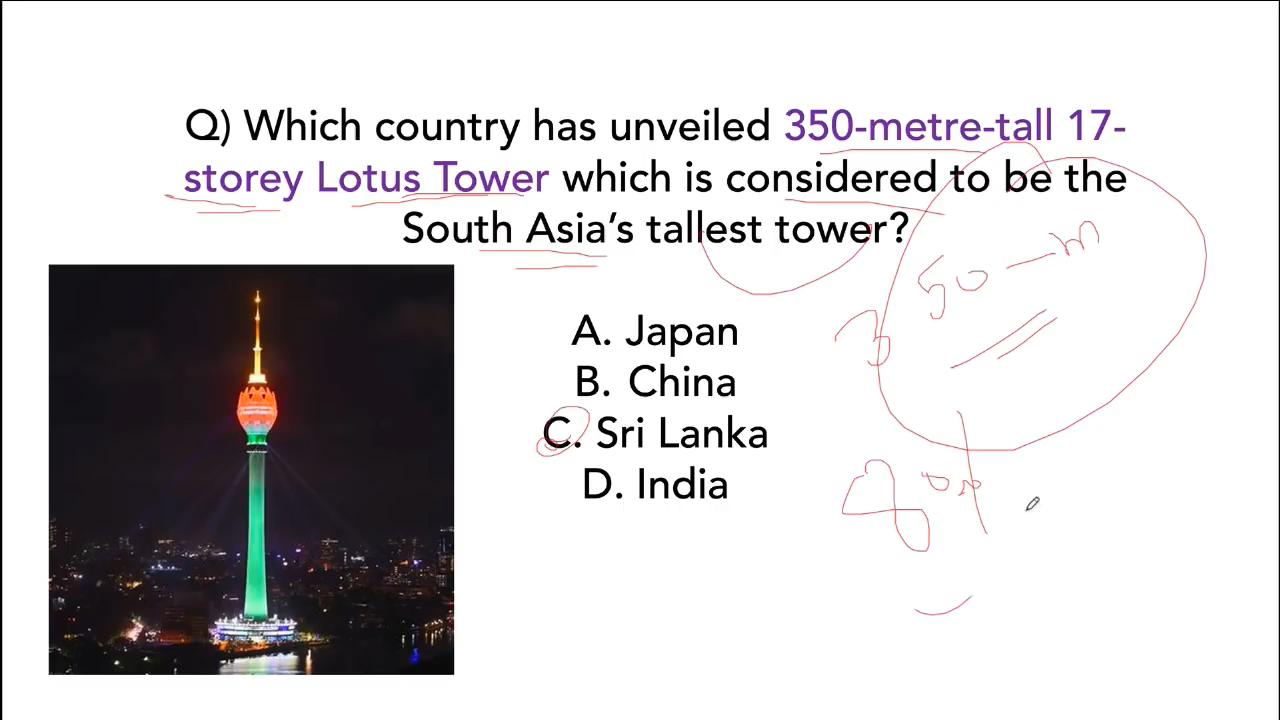 Q) Which country has unveiled 350-metre-tall 17-
storey Lotus Tower which is considered to be the
South Asia's tallest tower?
A. Japan
B. China
C. Sri Lanka
D. India
350-m